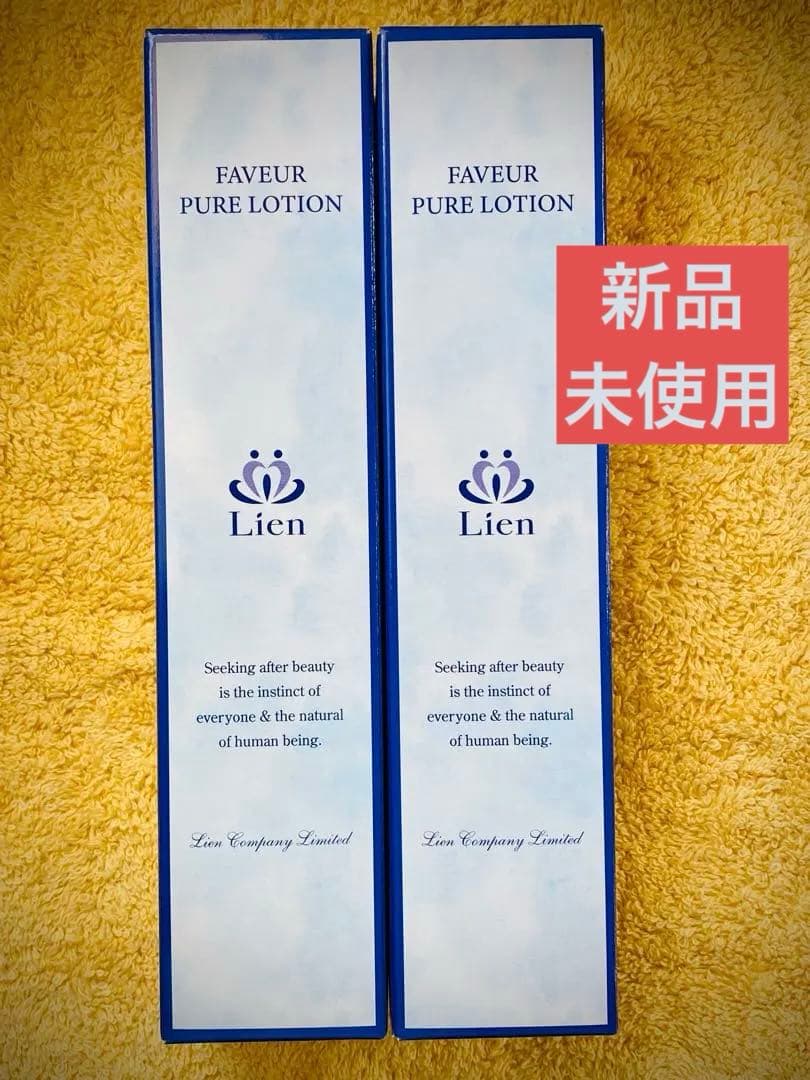 FAVEUR
PURE LOTION
Lien
Seeking after beauty
is the instinct of
everyone & the natural
of human being.
Lien Company Limited
FAVEUR
PURE LOTION
Lien
Seeking after beauty
is the instinct of
everyone & the natural
of human being.
Lien Company Limited
新品
未使用